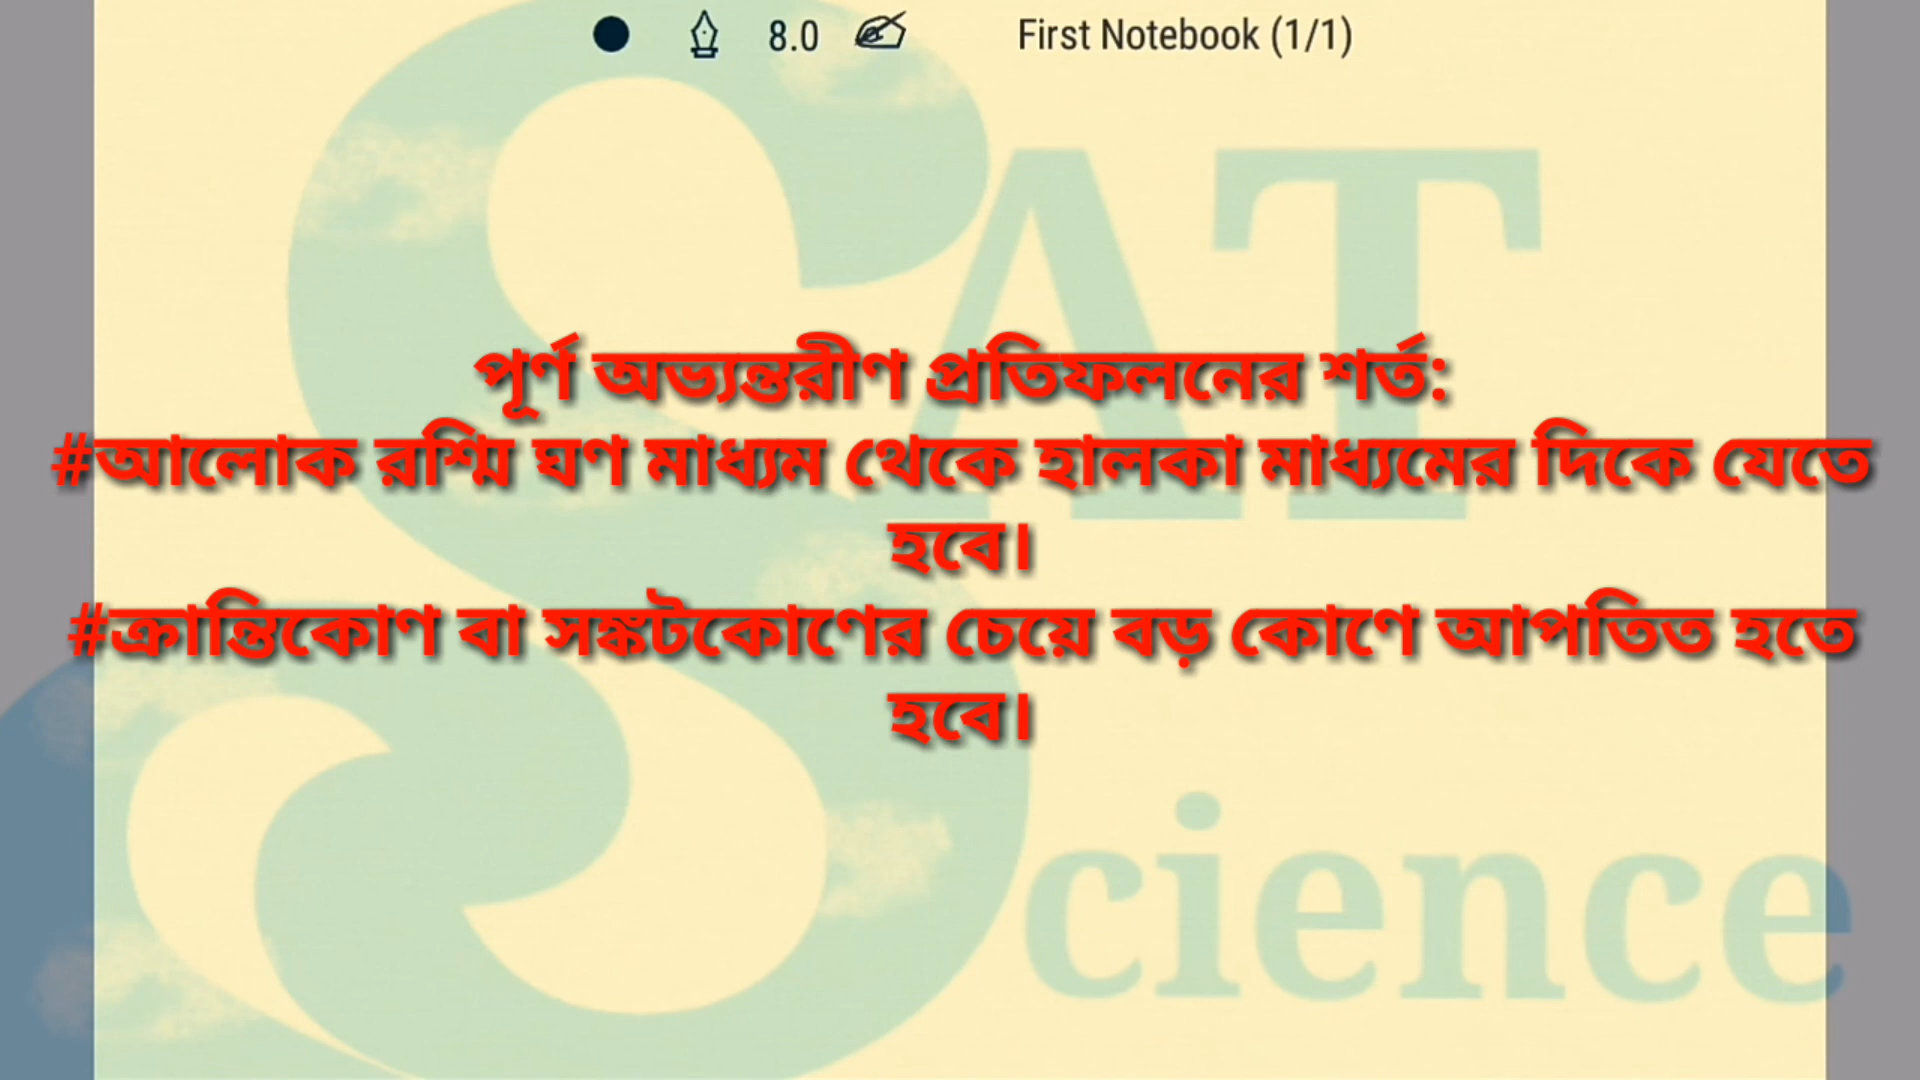 8.0 First Notebook (1/1)
SAT
পূর্ণ অভ্যন্তরীণ প্রতিফলনের শর্ত:
#আলোক রশ্মি ঘণ মাধ্যম থেকে হালকা মাধ্যমের দিকে যেতে
হবে।
#ক্রান্তিকোণ বা সঙ্কটকোণের চেয়ে বড় কোণে আপতিত হতে
হবে।
cience